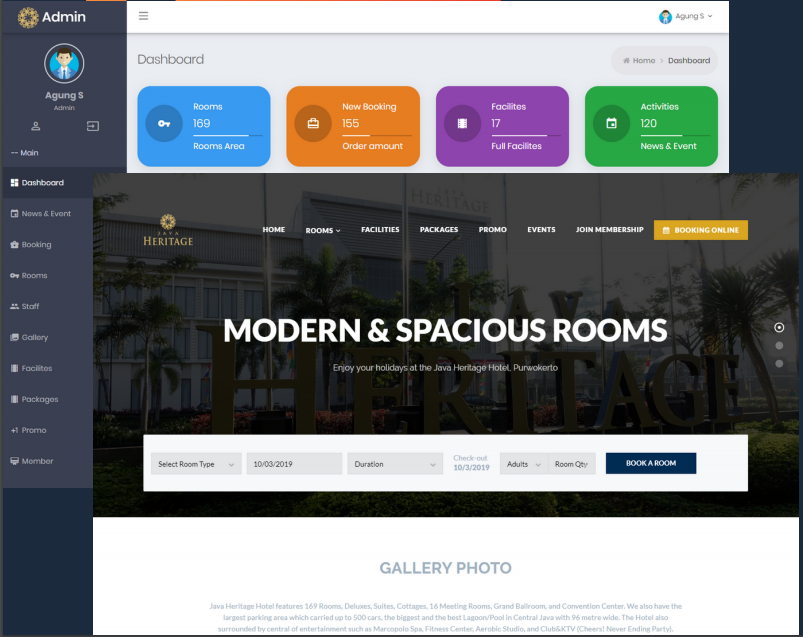 Admin
Agung S
Agung S
Admin
-- Main
Dashboard
News & Event
Booking
Rooms
Staff
Gallery
Facilites
Packages
+1 Promo
Member
Dashboard
Home > Dashboard
Rooms
169
Rooms Area
New Booking
155
Order amount
Facilites
17
Full Facilites
Activities
120
News & Event
JAVA
HERITAGE
HOME
ROOMS
FACILITIES
PACKAGES
PROMO
EVENTS
JOIN MEMBERSHIP
BOOKING ONLINE
JAVA
HERITAGE
JAVA
HERITAGE
MODERN & SPACIOUS ROOMS
Enjoy your holidays at the Java Heritage Hotel, Purwokerto
Select Room Type
10/03/2019
Duration
Check-out
10/3/2019
Adults
Room Qty
BOOK A ROOM
GALLERY PHOTO
Java Heritage Hotel features 169 Rooms, Deluxes, Suites, Cottages, 16 Meeting Rooms, Grand Ballroom, and Convention Center. We also have the
largest parking area which carried up to 500 cars, the biggest and the best Lagoon/Pool in Central Java with 96 metre wide. The Hotel also
surrounded by central of entertainment such as Marcopolo Spa, Fitness Center, Aerobic Studio, and Club&KTV (Cheers! Never Ending Party).